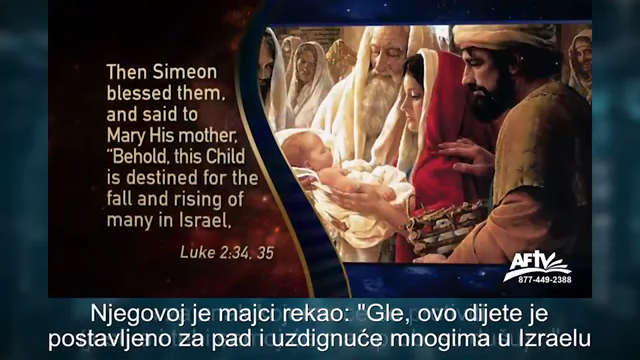 Then Simeon
blessed them,
and said to
Mary His mother,
“Behold, this Child
is destined for the
fall and rising of
many in Israel,
Luke 2:34, 35
AFTV
877-449-2388
Njegovoj je majci rekao: "Gle, ovo dijete je
postavljeno za pad i uzdignuće mnogima u Izraelu